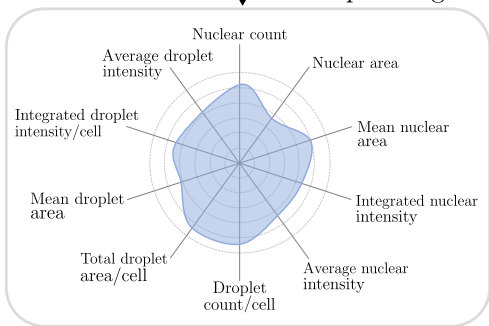 Nuclear count
Average droplet
intensity
Nuclear area
Integrated droplet
intensity/cell
Mean nuclear
area
Mean droplet
area
Integrated nuclear
intensity
Total droplet
area/cell
Average nuclear
intensity
Droplet
count/cell